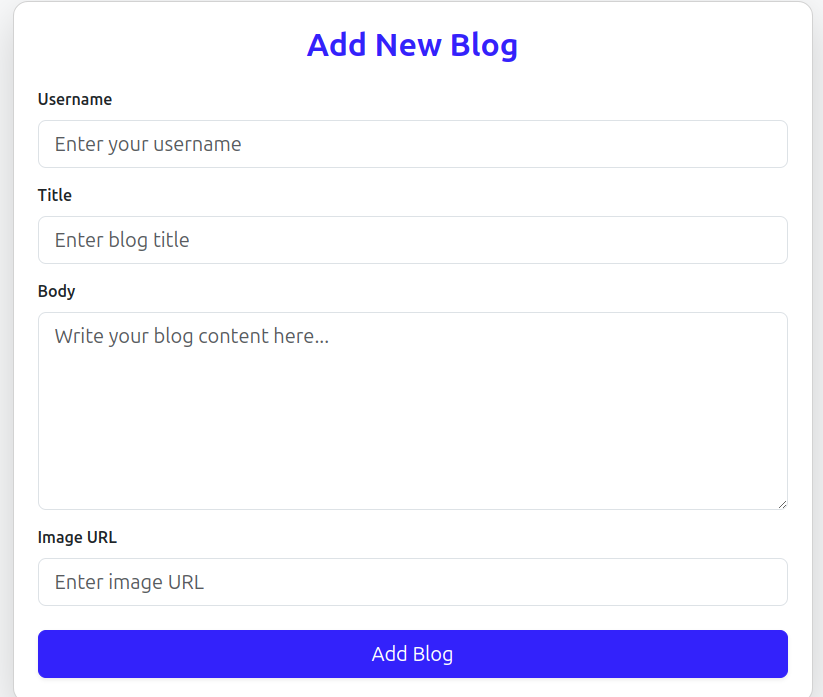 Add New Blog
Username
Enter your username
Title
Enter blog title
Body
Write your blog content here...
Image URL
Enter image URL
Add Blog